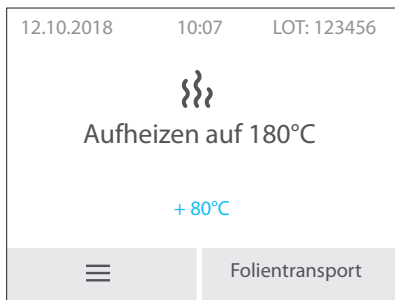 12.10.2018 10:07 LOT: 123456
Aufheizen auf 180°C
+ 80°C
Folientransport